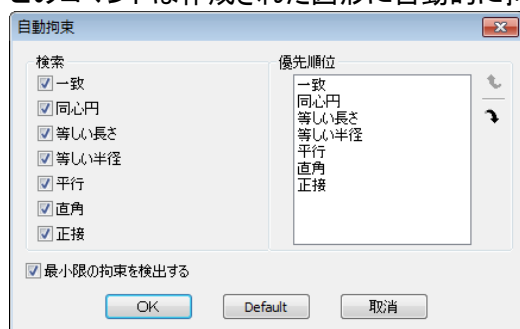 このコマンドは作成された図形に自動的に
自動拘束
検索
一致
同心円
等しい長さ
等しい半径
平行
直角
正接
優先順位
一致
同心円
等しい長さ
等しい半径
平行
直角
正接
最小限の拘束を検出する
OK
Default
取消